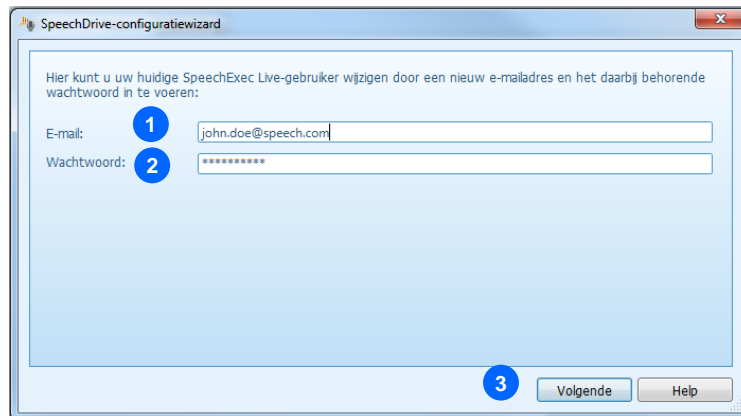 SpeechDrive-configuratiewizard
Hier kunt u uw huidige SpeechExec Live-gebruiker wijzigen door een nieuw e-mailadres en het daarbij behorende
wachtwoord in te voeren:
E-mail: 1 john.doe@speech.com
Wachtwoord: 2 **********
3 Volgende Help